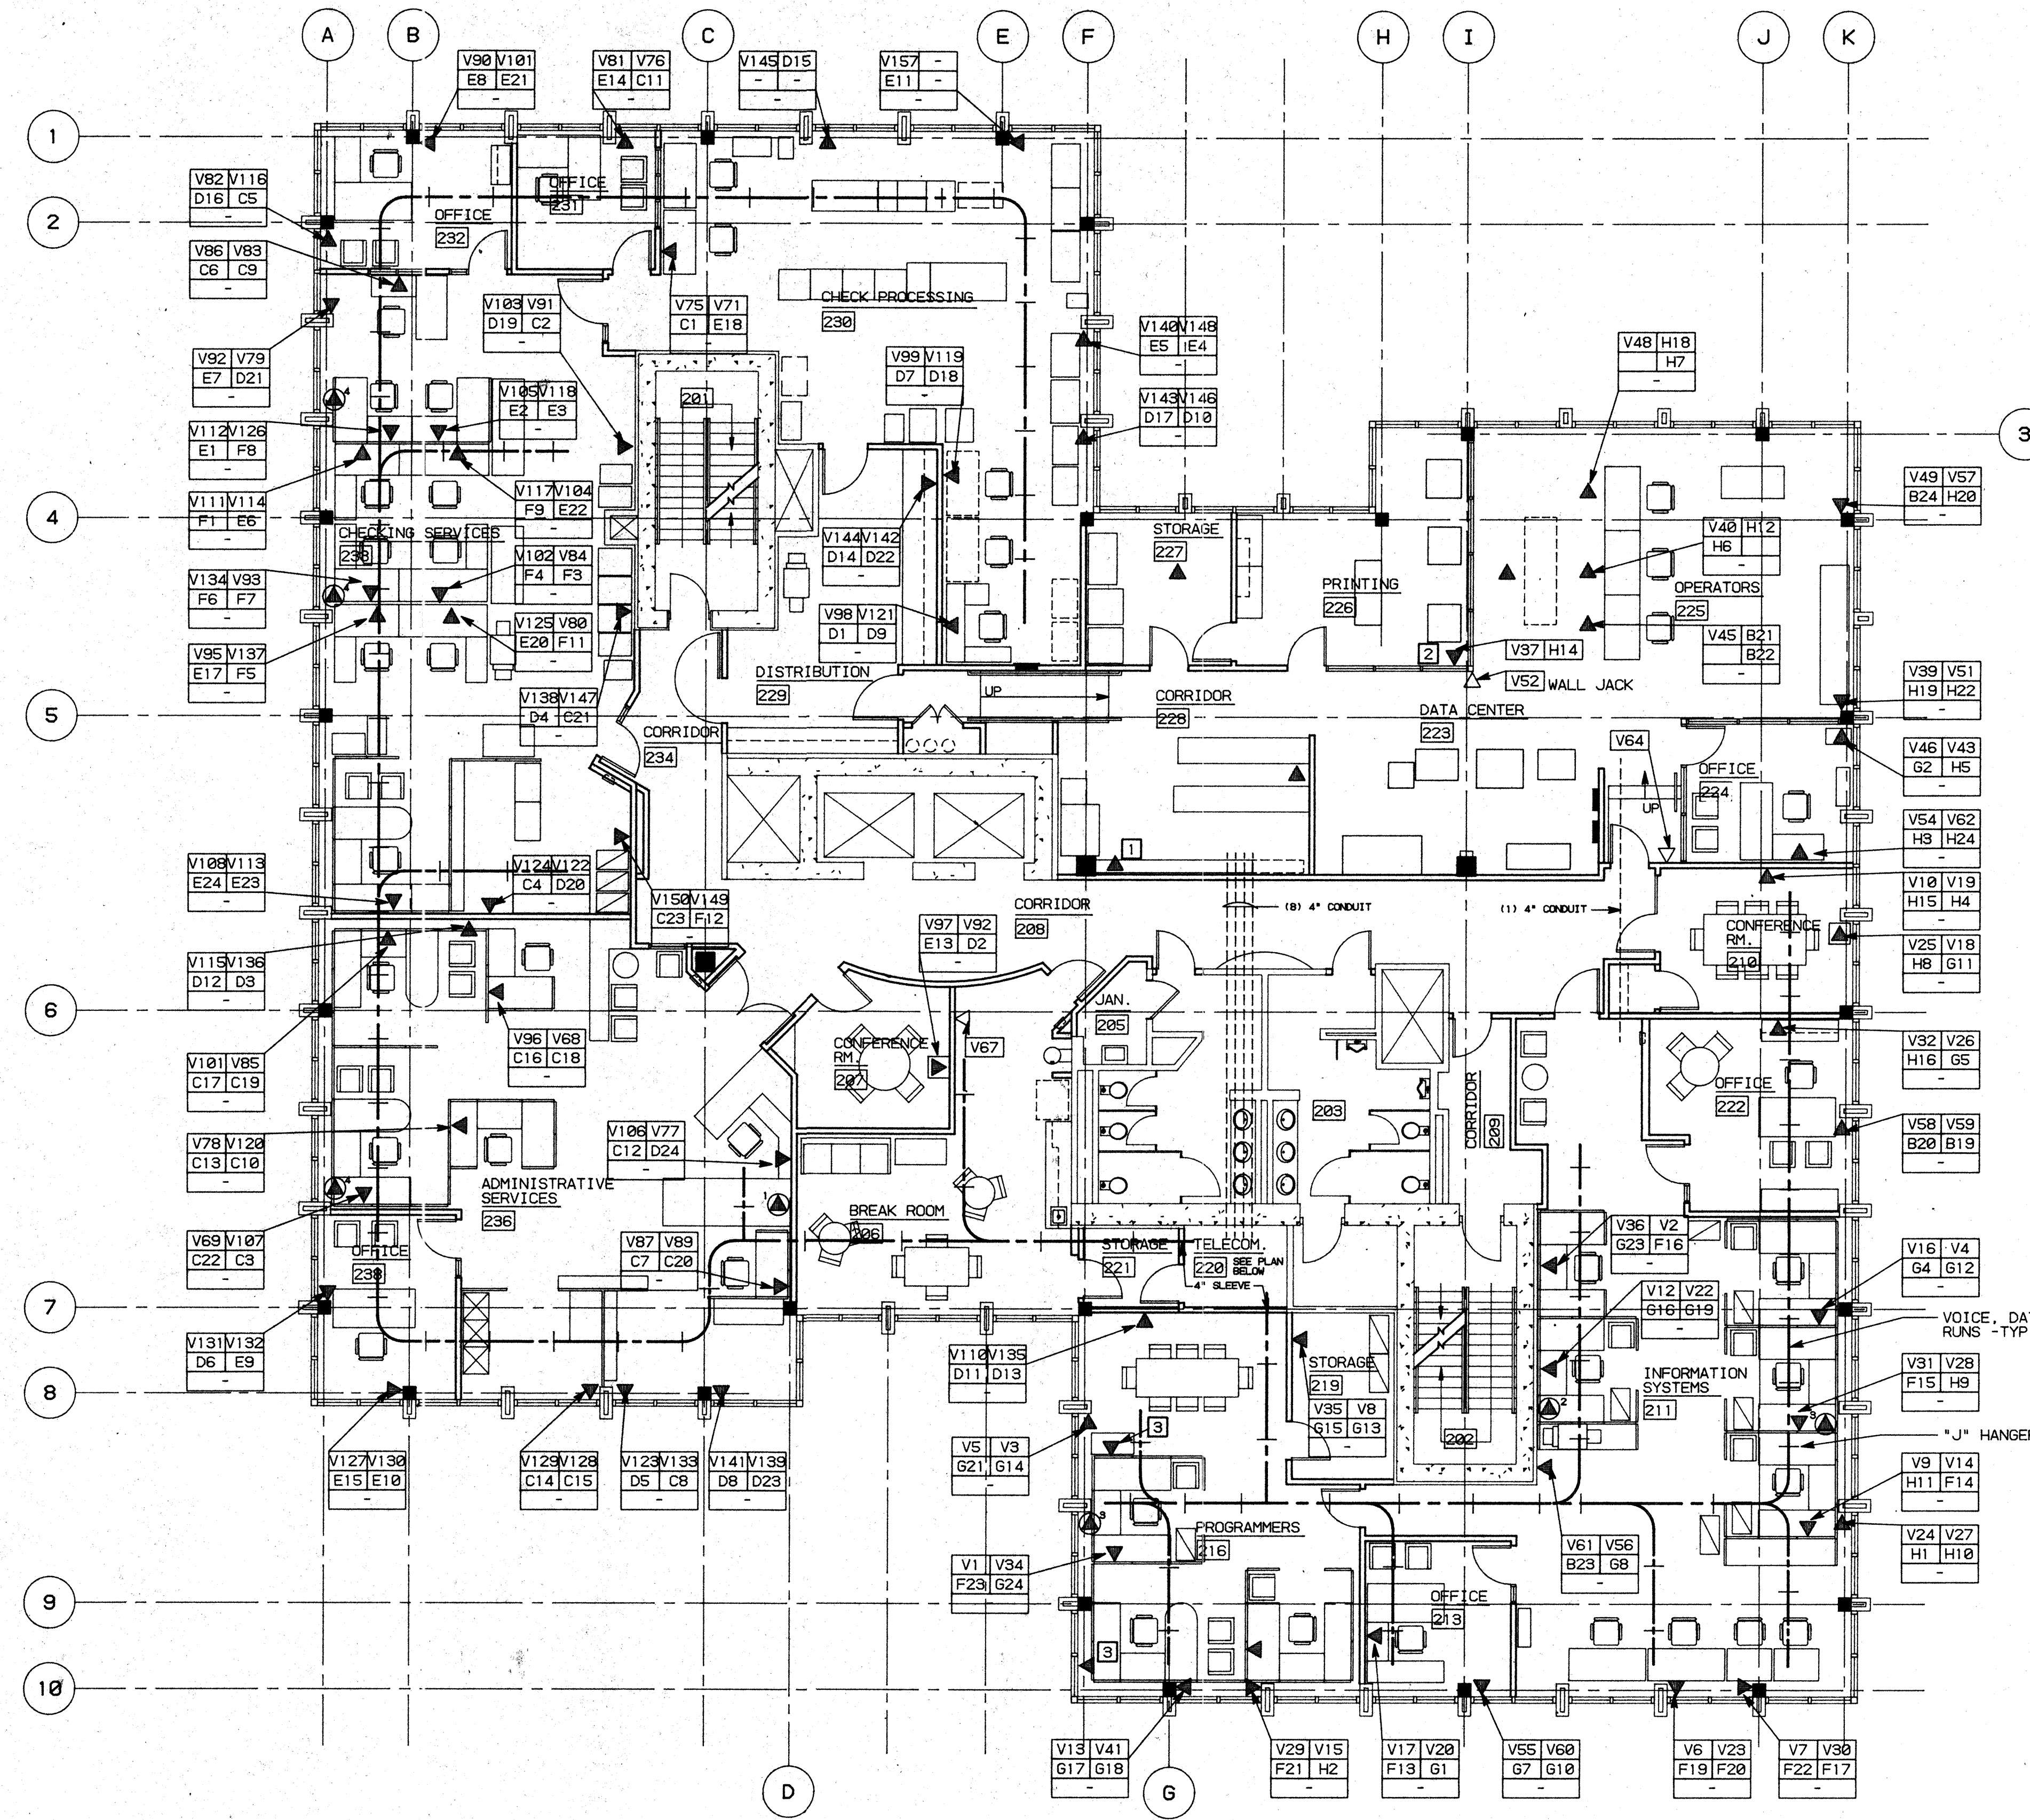 A B C E F H I J K
V90 V101
E8 E21
-
V81 V76
E14 C11
-
V145 D15
- -
-
V157 -
E11 -
-
1
V82 V116
D16 C5
-
OFFICE
231
2
OFFICE
232
V86 V83
C6 C9
-
V103 V91
D19 C2
-
V75 V71
C1 E18
-
CHECK PROCESSING
230
V140 V148
E5 E4
-
V48 H18
H7
-
V92 V79
E7 D21
-
V99 V119
D7 D18
-
4
V105 V118
E2 E3
-
201
V143 V146
D17 D10
-
V112 V126
E1 F8
-
3
V49 V57
B24 H20
-
V111 V114
F1 E6
-
V117 V104
F9 E22
-
N
4
CHECKING SERVICES
233
STORAGE
227
V40 H12
H6
-
V144 V142
D14 D22
-
V102 V84
F4 F3
-
V134 V93
F6 F7
-
4
PRINTING
226
OPERATORS
225
V98 V121
D1 D9
-
V125 V80
E20 F11
-
V45 B21
B22
-
2
V37 H14
V95 V137
E17 F5
-
DISTRIBUTION
229
V52 WALL JACK
V39 V51
H19 H22
-
V138 V147
D4 C21
-
UP
CORRIDOR
228
5
DATA CENTER
223
CORRIDOR
234
V64
V46 V43
G2 H5
-
OFFICE
224
UP
V54 V62
H3 H24
-
1
V108 V113
E24 E23
-
V124 V122
C4 D20
-
V10 V19
H15 H4
-
V150 V149
C23 F12
-
CORRIDOR
208
(8) 4" CONDUIT
(1) 4" CONDUIT
V97 V92
E13 D2
-
CONFERENCE
RM.
210
V25 V18
H8 G11
-
V115 V136
D12 D3
-
6
JAN.
205
V96 V68
C16 C18
-
CONFERENCE
RM.
207
V67
V32 V26
H16 G5
-
V101 V85
C17 C19
-
OFFICE
222
203
CORRIDOR
209
V58 V59
B20 B19
-
V106 V77
C12 D24
-
V78 V120
C13 C10
-
4
ADMINISTRATIVE
SERVICES
236
1
BREAK ROOM
206
V36 V2
G23 F16
-
V69 V107
C22 C3
-
OFFICE
238
V87 V89
C7 C20
-
STORAGE
221
TELECOM.
220 SEE PLAN
BELOW
4" SLEEVE
V16 V4
G4 G12
-
V12 V22
G16 G19
-
7
VOICE, DA
RUNS -TYP
V131 V132
D6 E9
-
N
V110 V135
D11 D13
-
STORAGE
219
V31 V28
F15 H9
-
INFORMATION
SYSTEMS
211
8
V35 V8
G15 G13
-
2
3
3
V5 V3
G21 G14
-
202
"J" HANGE
V127 V130
E15 E10
-
V129 V128
C14 C15
-
V123 V133
D5 C8
-
V141 V139
D8 D23
-
V9 V14
H11 F14
-
3
PROGRAMMERS
216
V24 V27
H1 H10
-
V61 V56
B23 G8
-
V1 V34
F23 G24
-
9
OFFICE
213
3
10
V13 V41
G17 G18
-
V29 V15
F21 H2
-
V17 V20
F13 G1
-
V55 V60
G7 G10
-
V6 V23
F19 F20
-
V7 V30
F22 F17
-
D G